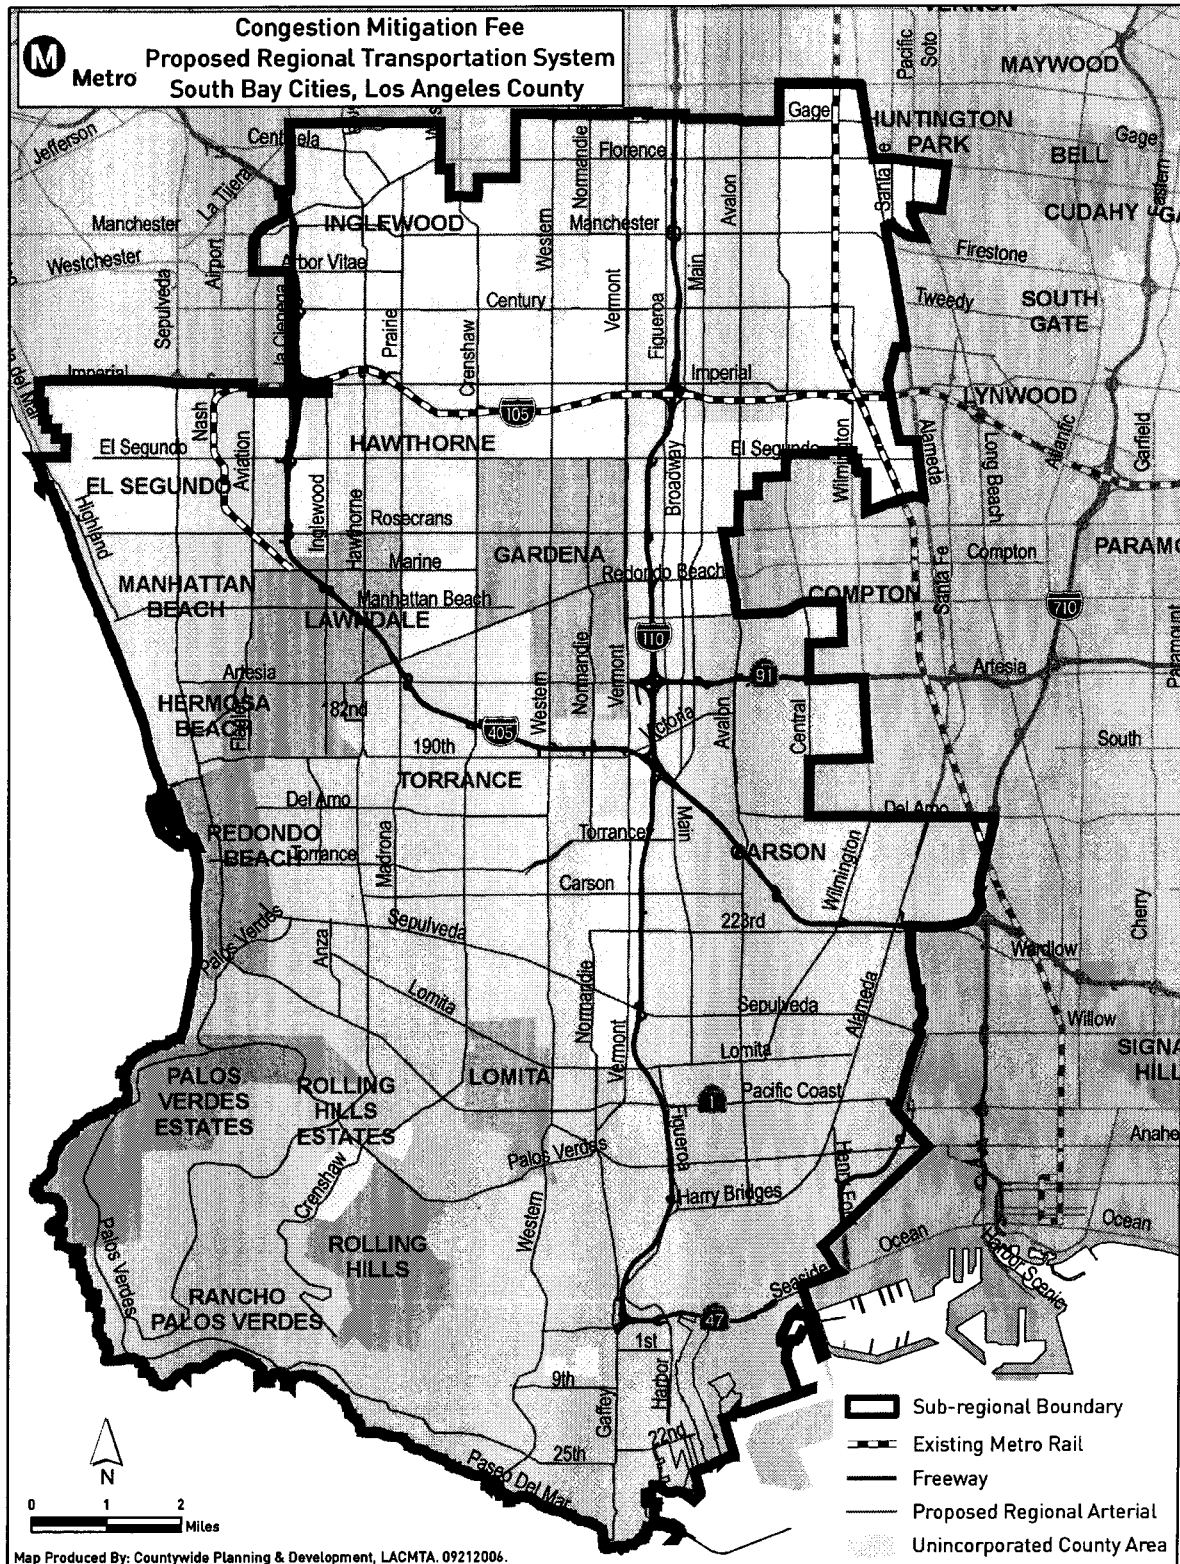 Congestion Mitigation Fee
Proposed Regional Transportation System
South Bay Cities, Los Angeles County
M
Metro
VERNON
Pacific
Soto
MAYWOOD
Gage
HUNTINGTON
PARK
Gage
BELL
Jefferson
Centinela
Florence
Normandie
Avalon
Santa Fe
Eastern
La Tijera
CUDAHY
Manchester
INGLEWOOD
Manchester
Western
Firestone
Westchester
Airport
Arbor Vitae
Main
Sepulveda
Century
Vermont
Tweedy
SOUTH
GATE
La Cienega
Prairie
Crenshaw
Figueroa
Imperial
Imperial
105
LYNWOOD
Nash
Aviation
HAWTHORNE
El Segundo
El Segundo
EL SEGUNDO
Broadway
Wilmington
Alameda
Long Beach
Atlantic
Garfield
Highland
Inglewood
Hawthorne
Rosecrans
Marine
GARDENA
Redondo Beach
Compton
PARAMO
MANHATTAN
BEACH
Manhattan Beach
LAWNDALE
COMPTON
Santa Fe
710
110
Normandie
Vermont
Western
91
Artesia
Artesia
Paramount
HERMOSA
BEACH
182nd
Victoria
Avalon
Central
405
190th
South
TORRANCE
Del Amo
Del Amo
REDONDO
BEACH
Torrance
Torrance
Madrona
Main
CARSON
Wilmington
Carson
223rd
Cherry
Sepulveda
Palos Verdes
Anza
Wardlow
Lomita
Normandie
Vermont
Sepulveda
Alameda
Willow
Lomita
SIGNA
HILL
PALOS
VERDES
ESTATES
ROLLING
HILLS
ESTATES
LOMITA
1
Pacific Coast
Figueroa
Anahe
Palos Verdes
Crenshaw
Western
Harry Bridges
Henry Ford
Palos Verdes
ROLLING
HILLS
Ocean
Ocean
Harbor Scenic
RANCHO
PALOS VERDES
Seaside
47
1st
9th
Gaffey
Harbor
22nd
25th
Paseo Del Mar
N
0 1 2
Miles
Sub-regional Boundary
Existing Metro Rail
Freeway
Proposed Regional Arterial
Unincorporated County Area
Map Produced By: Countywide Planning & Development, LACMTA. 09212006.